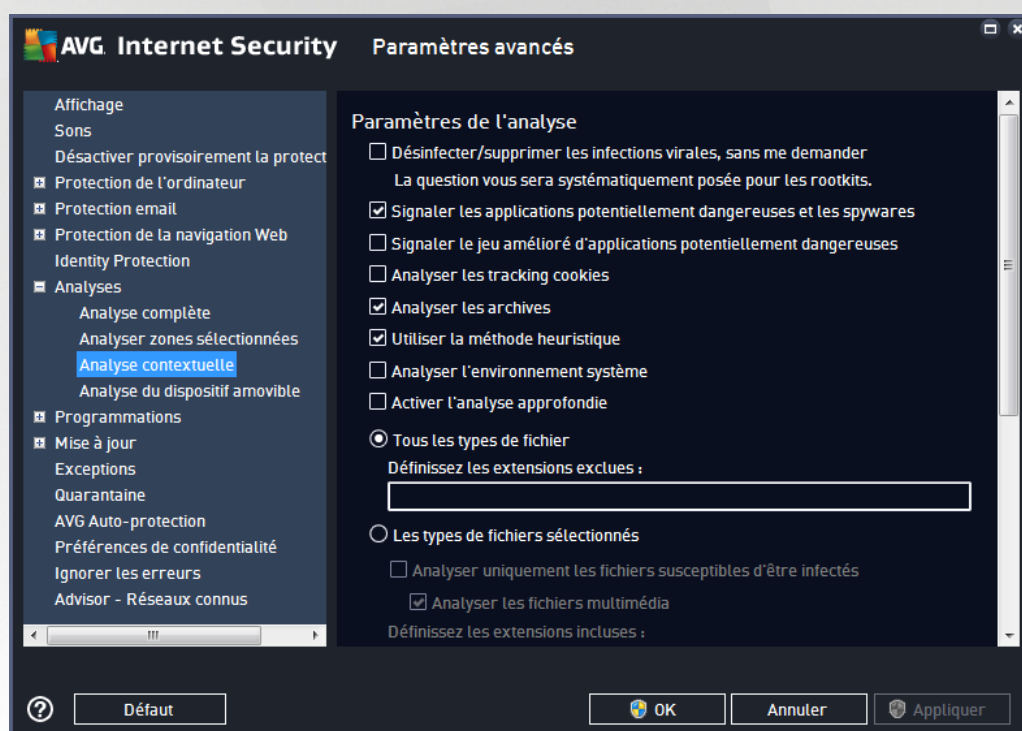 AVG. Internet Security Paramètres avancés
Affichage
Sons
Désactiver provisoirement la protect
Protection de l'ordinateur
Protection email
Protection de la navigation Web
Identity Protection
Analyses
Analyse complète
Analyser zones sélectionnées
Analyse contextuelle
Analyse du dispositif amovible
Programmations
Mise à jour
Exceptions
Quarantaine
AVG Auto-protection
Préférences de confidentialité
Ignorer les erreurs
Advisor - Réseaux connus
Paramètres de l'analyse
Désinfecter/supprimer les infections virales, sans me demander
La question vous sera systématiquement posée pour les rootkits.
Signaler les applications potentiellement dangereuses et les spywares
Signaler le jeu amélioré d'applications potentiellement dangereuses
Analyser les tracking cookies
Analyser les archives
Utiliser la méthode heuristique
Analyser l'environnement système
Activer l'analyse approfondie
Tous les types de fichier
Définissez les extensions exclues :
Les types de fichiers sélectionnés
Analyser uniquement les fichiers susceptibles d'être infectés
Analyser les fichiers multimédia
Définissez les extensions incluses :
? Défaut OK Annuler Appliquer